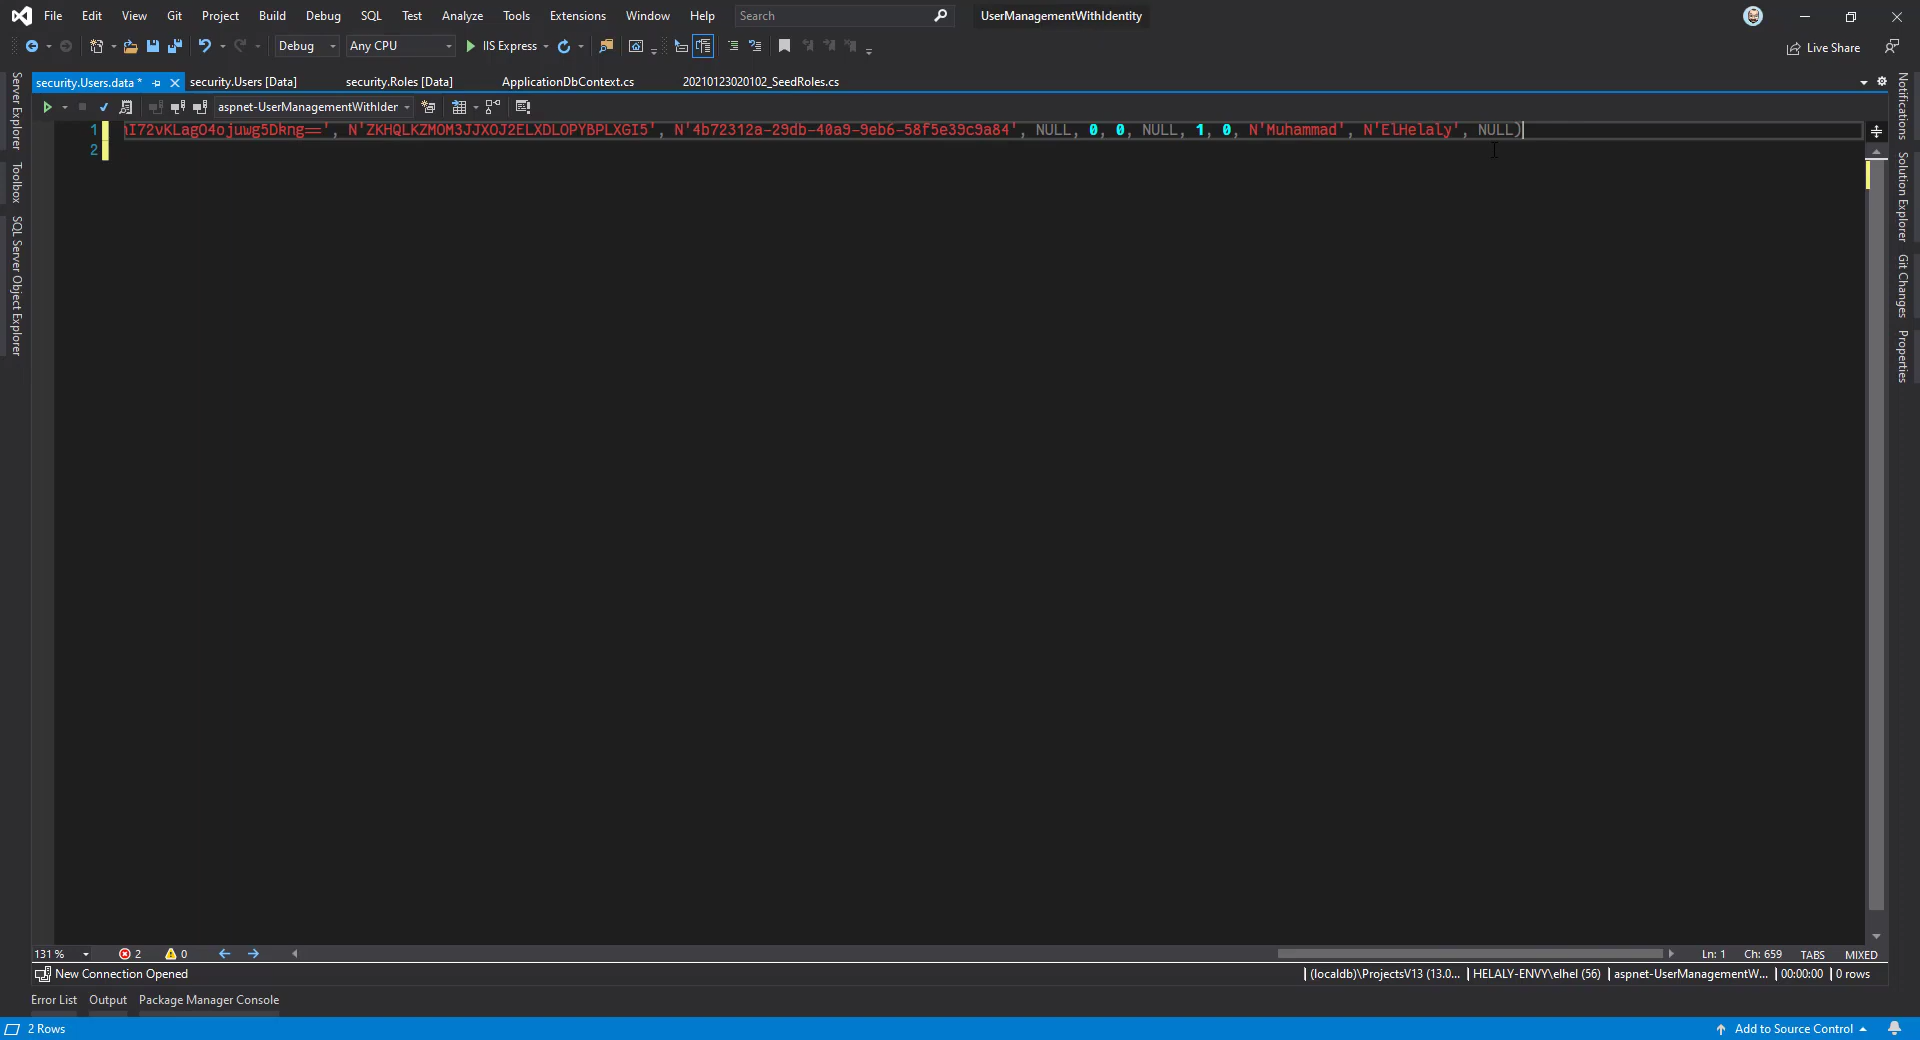 File Edit View Git Project Build Debug SQL Test Analyze Tools Extensions Window Help Search UserManagementWithIdentity
Debug Any CPU IIS Express Live Share
security.Users.data * security.Users [Data] security.Roles [Data] ApplicationDbContext.cs 20210123020102_SeedRoles.cs
aspnet-UserManagementWithIder
1 I72vKLagO4ojuwg5Dkng==', N'ZKHQLKZMOM3JJXOJ2ELXDLOPYBPLXGI5', N'4b72312a-29db-40a9-9eb6-58f5e39c9a84', NULL, 0, 0, NULL, 1, 0, N'Muhammad', N'ElHelaly', NULL)
2
Server Explorer
Toolbox
SQL Server Object Explorer
Notifications
Solution Explorer
Git Changes
Properties
131 % 2 0 Ln: 1 Ch: 659 TABS MIXED
New Connection Opened (localdb)\ProjectsV13 (13.0... HELALY-ENVY\elhel (56) aspnet-UserManagementW... 00:00:00 0 rows
Error List Output Package Manager Console
2 Rows Add to Source Control